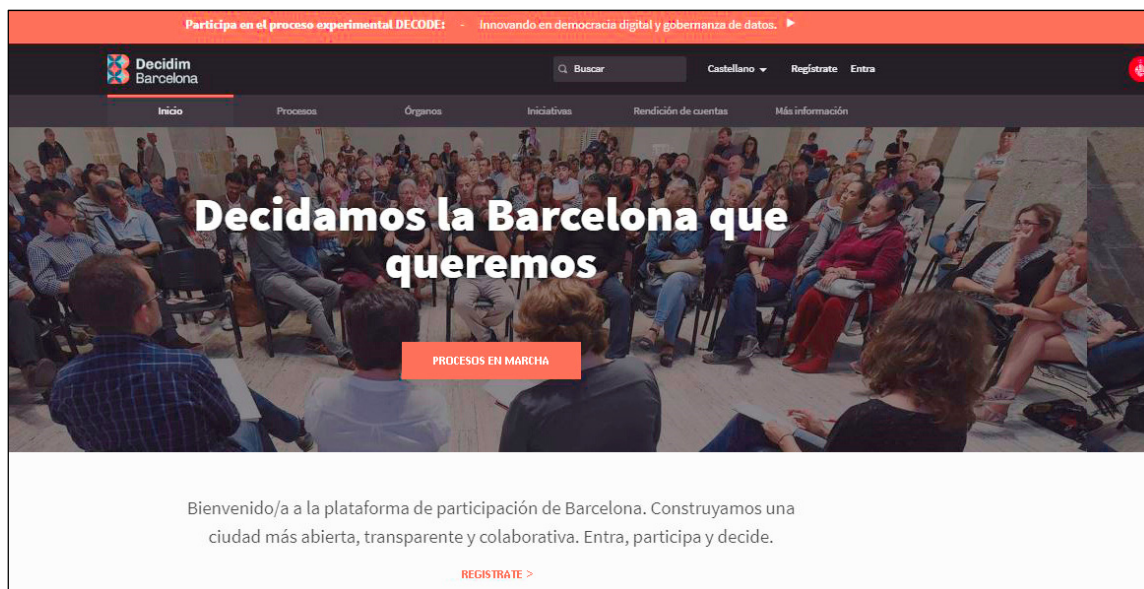 Participa en el proceso experimental DECODE: - Innovando en democracia digital y gobernanza de datos.
Decidim
Barcelona
Buscar
Castellano
Regístrate
Entra
Inicio
Procesos
Órganos
Iniciativas
Rendición de cuentas
Más información
Decidamos la Barcelona que
queremos
PROCESOS EN MARCHA
Bienvenido/a a la plataforma de participación de Barcelona. Construyamos una
ciudad más abierta, transparente y colaborativa. Entra, participa y decide.
REGISTRATE >